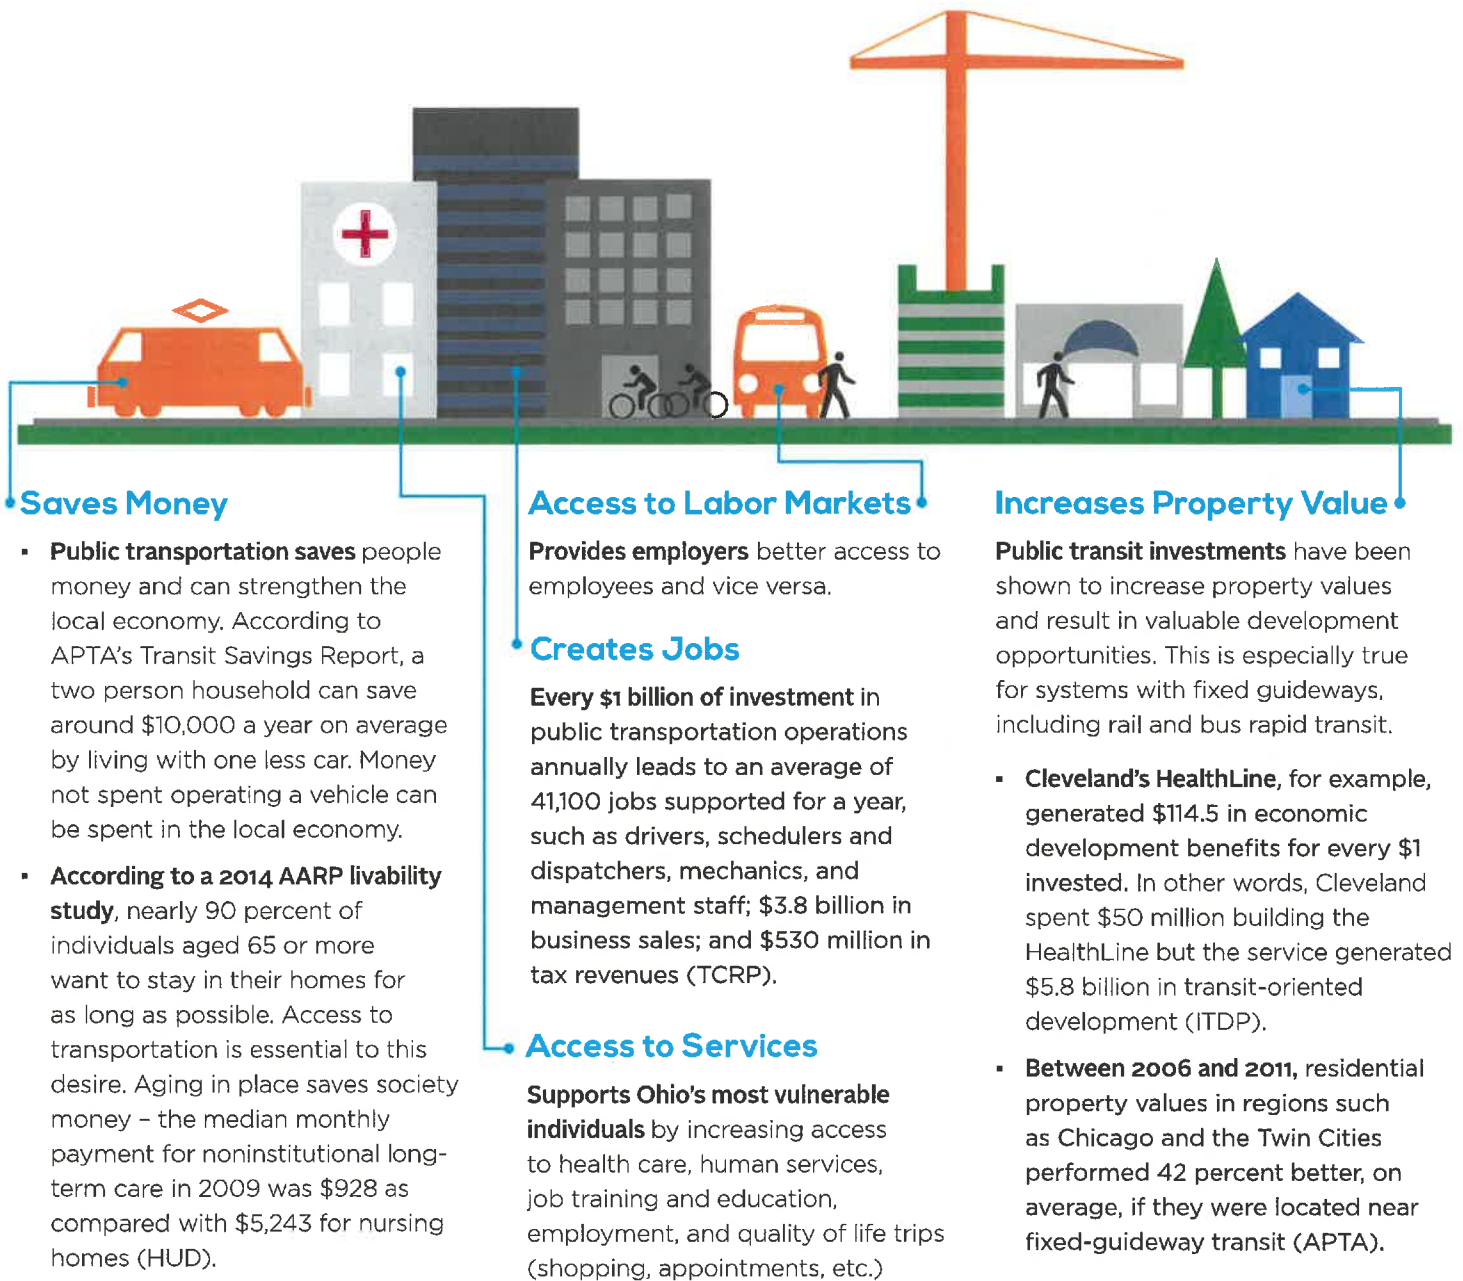 Saves Money
▪ Public transportation saves people
money and can strengthen the
local economy. According to
APTA's Transit Savings Report, a
two person household can save
around $10,000 a year on average
by living with one less car. Money
not spent operating a vehicle can
be spent in the local economy.
▪ According to a 2014 AARP livability
study, nearly 90 percent of
individuals aged 65 or more
want to stay in their homes for
as long as possible. Access to
transportation is essential to this
desire. Aging in place saves society
money – the median monthly
payment for noninstitutional long-
term care in 2009 was $928 as
compared with $5,243 for nursing
homes (HUD).
Access to Labor Markets
Provides employers better access to
employees and vice versa.
Creates Jobs
Every $1 billion of investment in
public transportation operations
annually leads to an average of
41,100 jobs supported for a year,
such as drivers, schedulers and
dispatchers, mechanics, and
management staff; $3.8 billion in
business sales; and $530 million in
tax revenues (TCRP).
Access to Services
Supports Ohio's most vulnerable
individuals by increasing access
to health care, human services,
job training and education,
employment, and quality of life trips
(shopping, appointments, etc.)
Increases Property Value
Public transit investments have been
shown to increase property values
and result in valuable development
opportunities. This is especially true
for systems with fixed guideways,
including rail and bus rapid transit.
▪ Cleveland's HealthLine, for example,
generated $114.5 in economic
development benefits for every $1
invested. In other words, Cleveland
spent $50 million building the
HealthLine but the service generated
$5.8 billion in transit-oriented
development (ITDP).
▪ Between 2006 and 2011, residential
property values in regions such
as Chicago and the Twin Cities
performed 42 percent better, on
average, if they were located near
fixed-guideway transit (APTA).